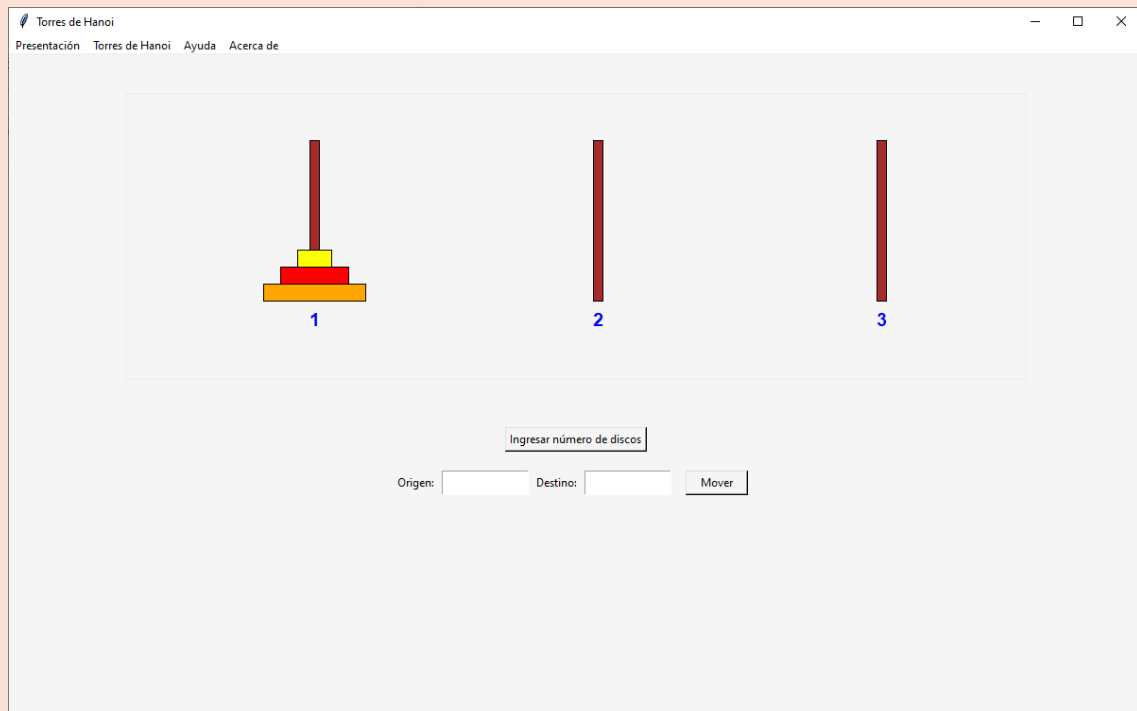 Torres de Hanoi
Presentación Torres de Hanoi Ayuda Acerca de
1 2 3
Ingresar número de discos
Origen: Destino: Mover